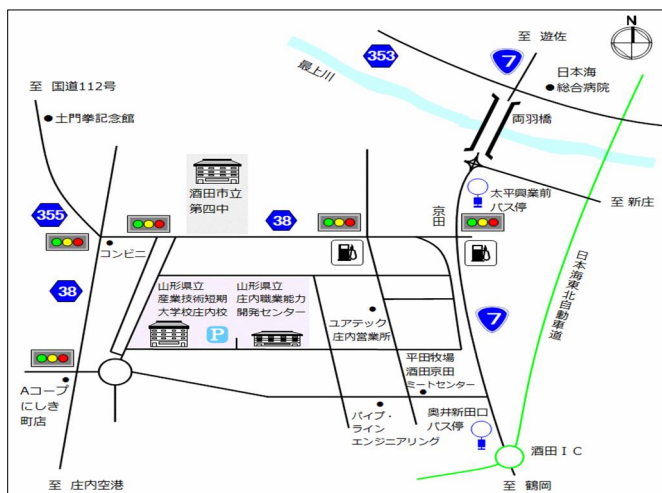 N
至 遊佐
353
7
最上川
日本海
総合病院
至 国道112号
両羽橋
土門拳記念館
酒田市立
第四中
太平興業前
バス停
至 新庄
京田
355
38
コンビニ
38
山形県立
産業技術短期
大学校庄内校
山形県立
庄内職業能力
開発センター
P
日本海東北自動車道
7
ユアテック
庄内営業所
平田牧場
酒田京田
ミートセンター
Aコープ
にしき
町店
パイプ・
ライン
エンジニアリング
奥井新田口
バス停
酒田IC
至 庄内空港
至 鶴岡